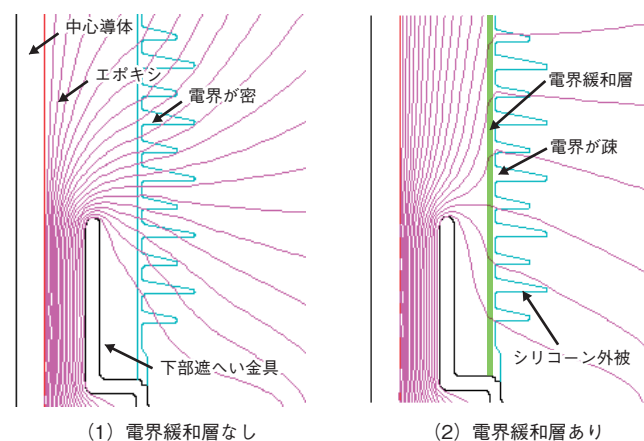 中心導体
エポキシ
電界が密
下部遮へい金具
(1) 電界緩和層なし
電界緩和層
電界が疎
シリコーン外被
(2) 電界緩和層あり